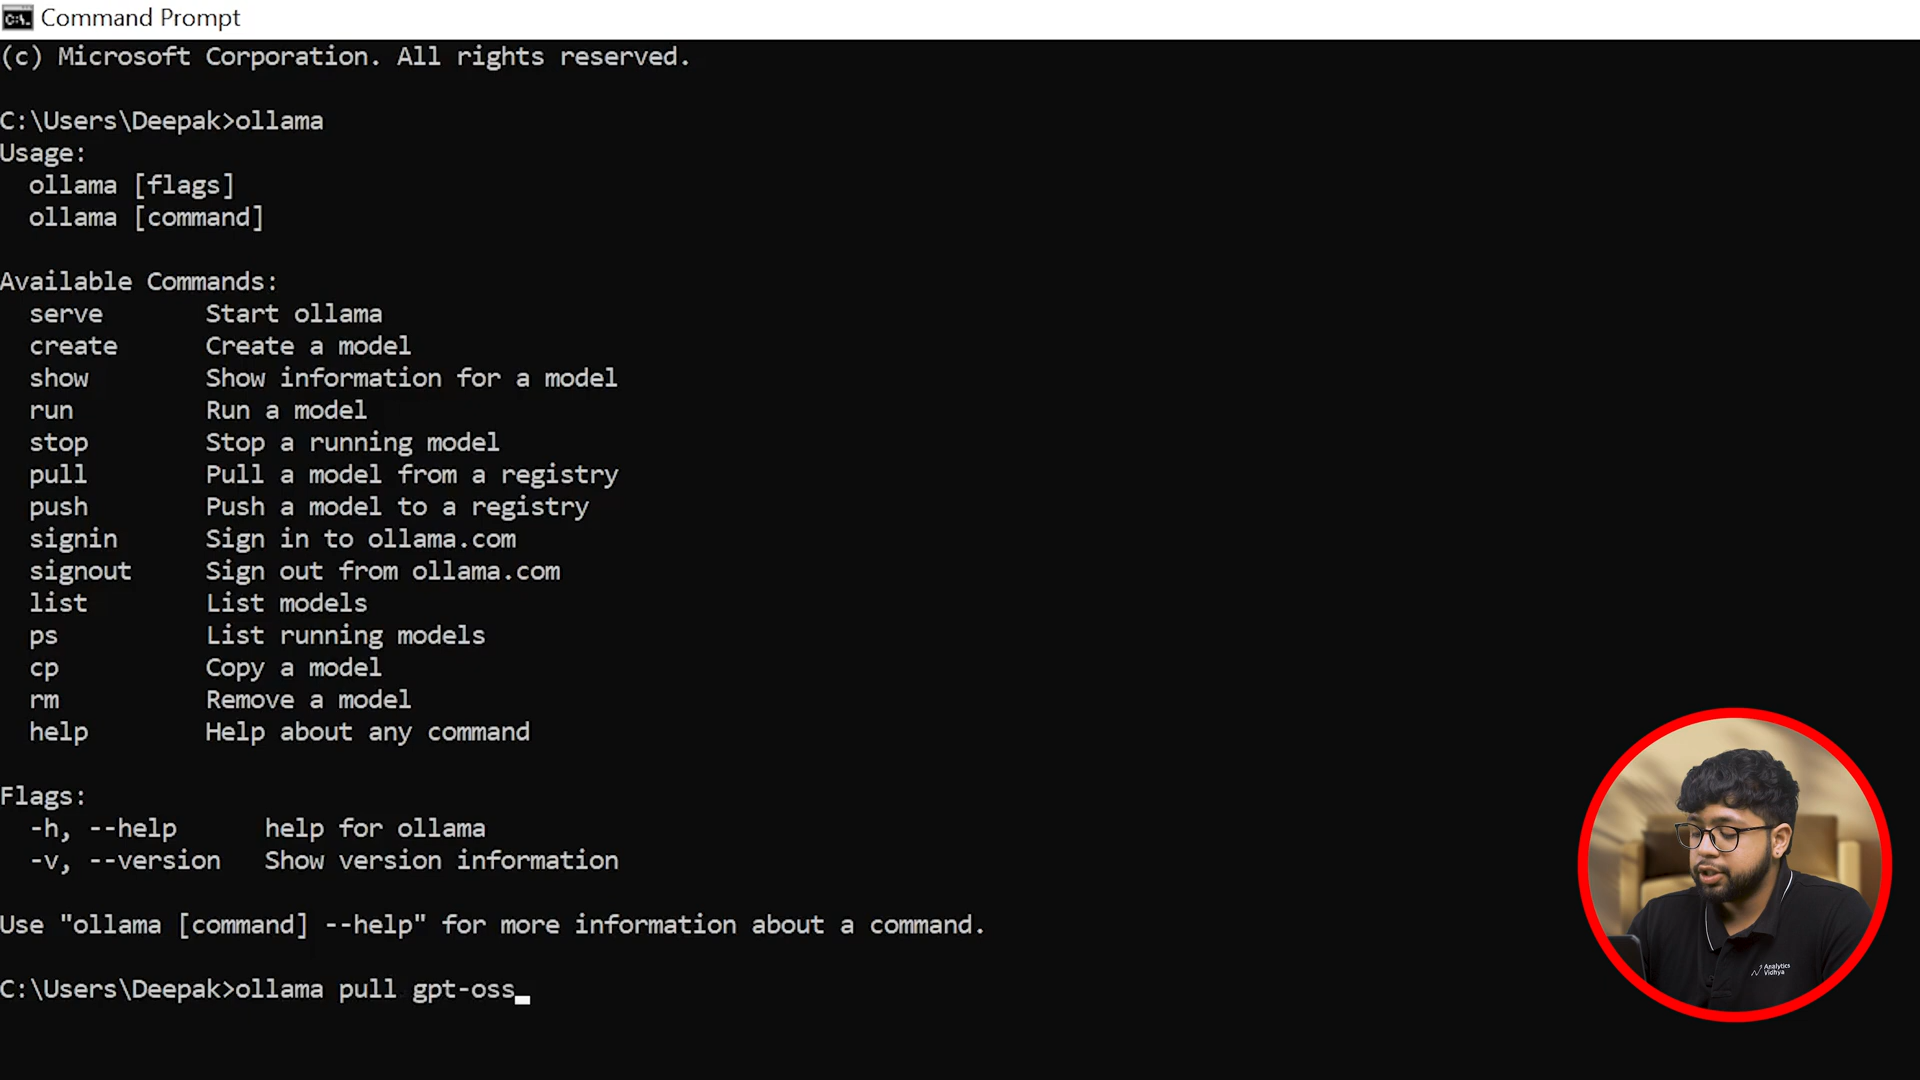 Command Prompt
(c) Microsoft Corporation. All rights reserved.
C:\Users\Deepak>ollama
Usage:
ollama [flags]
ollama [command]
Available Commands:
serve Start ollama
create Create a model
show Show information for a model
run Run a model
stop Stop a running model
pull Pull a model from a registry
push Push a model to a registry
signin Sign in to ollama.com
signout Sign out from ollama.com
list List models
ps List running models
cp Copy a model
rm Remove a model
help Help about any command
Flags:
-h, --help help for ollama
-v, --version Show version information
Use "ollama [command] --help" for more information about a command.
C:\Users\Deepak>ollama pull gpt-oss
Analytics
Vidhya